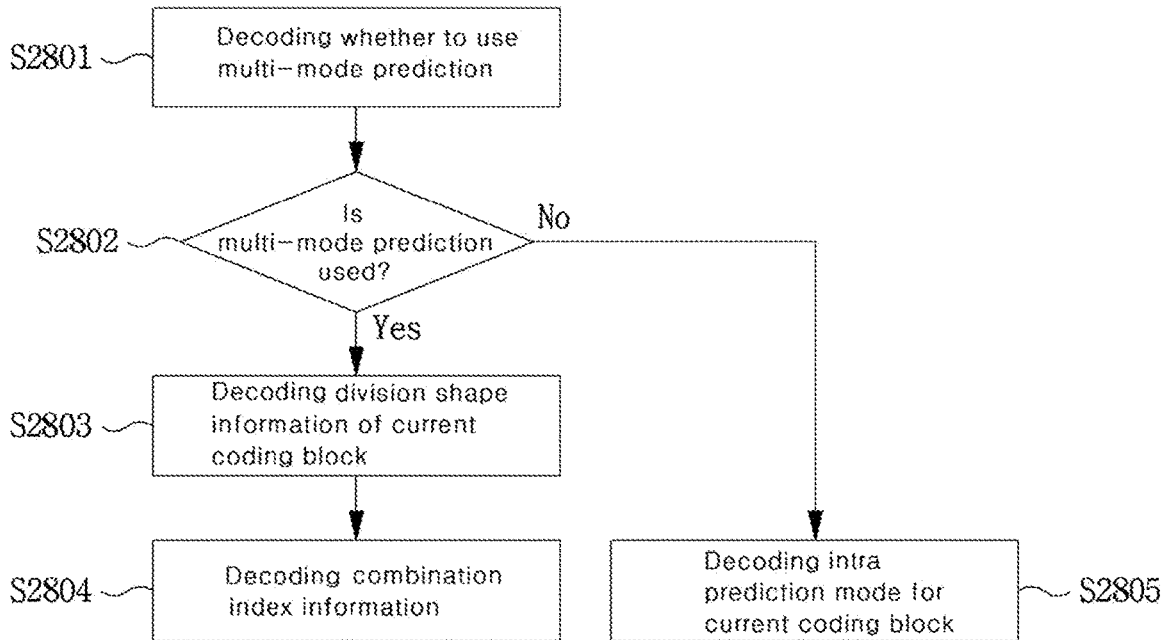 S2801
Decoding whether to use
multi-mode prediction
S2802
Is
multi-mode prediction
used?
No
Yes
S2803
Decoding division shape
information of current
coding block
S2804
Decoding combination
index information
Decoding intra
prediction mode for
current coding block
S2805